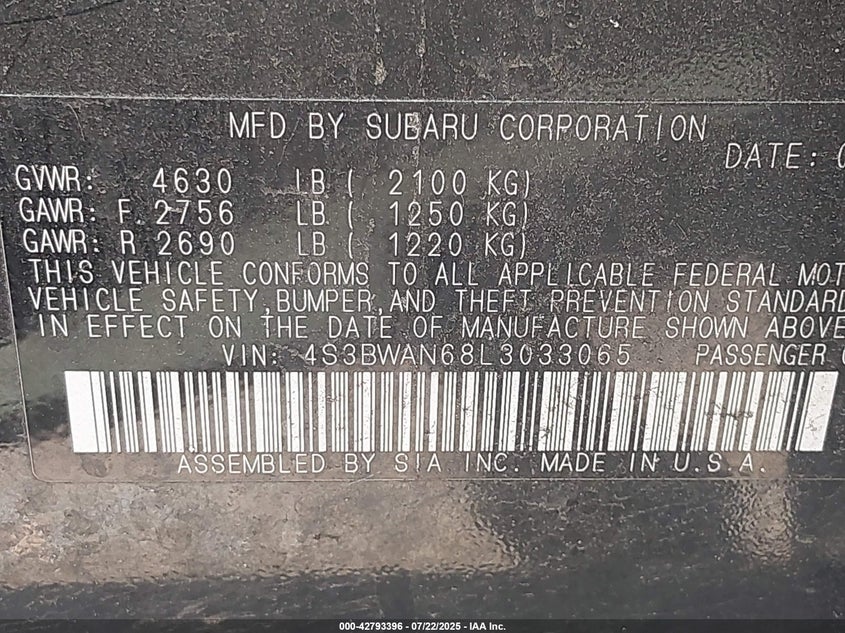 MFD BY SUBARU CORPORATION
DATE:
GVWR: 4630 LB ( 2100 KG)
GAWR: F 2756 LB ( 1250 KG)
GAWR: R 2690 LB ( 1220 KG)
THIS VEHICLE CONFORMS TO ALL APPLICABLE FEDERAL MOT
VEHICLE SAFETY,BUMPER,AND THEFT PREVENTION STANDARD
IN EFFECT ON THE DATE OF MANUFACTURE SHOWN ABOVE
VIN: 4S3BWAN68L3033065 PASSENGER
ASSEMBLED BY SIA INC. MADE IN U.S.A.
000-42793396 - 07/22/2025 - IAA Inc.